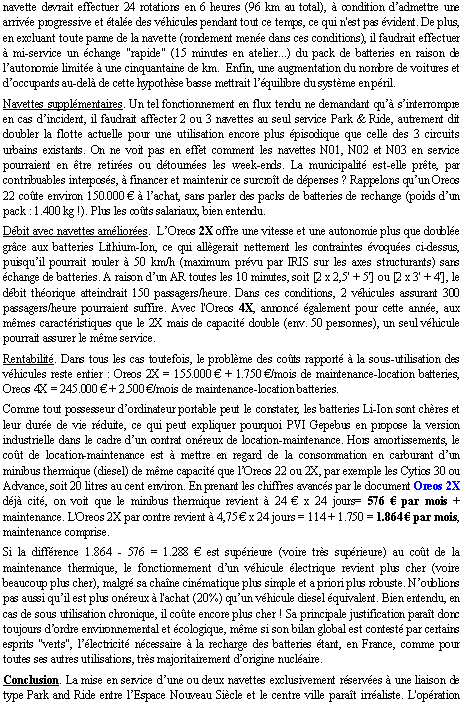 navette devrait effectuer 24 rotations en 6 heures (96 km au total), à condition d'admettre une
arrivée progressive et étalée des véhicules pendant tout ce temps, ce qui n'est pas évident. De plus,
en excluant toute panne de la navette (rondement menée dans ces conditions), il faudrait effectuer
à mi-service un échange "rapide" (15 minutes en atelier...) du pack de batteries en raison de
l'autonomie limitée à une cinquantaine de km. Enfin, une augmentation du nombre de voitures et
d'occupants au-delà de cette hypothèse basse mettrait l'équilibre du système en péril.
Navettes supplémentaires. Un tel fonctionnement en flux tendu ne demandant qu'à s'interrompre
en cas d'incident, il faudrait affecter 2 ou 3 navettes au seul service Park & Ride, autrement dit
doubler la flotte actuelle pour une utilisation encore plus épisodique que celle des 3 circuits
urbains existants. On ne voit pas en effet comment les navettes N01, N02 et N03 en service
pourraient en être retirées ou détournées les week-ends. La municipalité est-elle prête, par
contribuables interposés, à financer et maintenir ce surcroît de dépenses ? Rappelons qu'un Oreos
22 coûte environ 150.000 € à l'achat, sans parler des packs de batteries de rechange (poids d'un
pack : 1.400 kg !). Plus les coûts salariaux, bien entendu.
Débit avec navettes améliorées. L'Oreos 2X offre une vitesse et une autonomie plus que doublée
grâce aux batteries Lithium-Ion, ce qui allègerait nettement les contraintes évoquées ci-dessus,
puisqu'il pourrait rouler à 50 km/h (maximum prévu par IRIS sur les axes structurants) sans
échange de batteries. A raison d'un AR toutes les 10 minutes, soit [2 x 2,5' + 5'] ou [2 x 3' + 4'], le
débit théorique atteindrait 150 passagers/heure. Dans ces conditions, 2 véhicules assurant 300
passagers/heure pourraient suffire. Avec l'Oreos 4X, annoncé également pour cette année, aux
mêmes caractéristiques que le 2X mais de capacité double (env. 50 personnes), un seul véhicule
pourrait assurer le même service.
Rentabilité. Dans tous les cas toutefois, le problème des coûts rapporté à la sous-utilisation des
véhicules reste entier : Oreos 2X = 155.000 € + 1.750 €/mois de maintenance-location batteries,
Oreos 4X = 245.000 € + 2.500 €/mois de maintenance-location batteries.
Comme tout possesseur d'ordinateur portable peut le constater, les batteries Li-Ion sont chères et
leur durée de vie réduite, ce qui peut expliquer pourquoi PVI Gepebus en propose la version
industrielle dans le cadre d'un contrat onéreux de location-maintenance. Hors amortissements, le
coût de location-maintenance est à mettre en regard de la consommation en carburant d'un
minibus thermique (diesel) de même capacité que l'Oreos 22 ou 2X, par exemple les Cytios 30 ou
Advance, soit 20 litres au cent environ. En prenant les chiffres avancés par le document Oreos 2X
déjà cité, on voit que le minibus thermique revient à 24 € x 24 jours= 576 € par mois +
maintenance. L'Oreos 2X par contre revient à 4,75 € x 24 jours = 114 + 1.750 = 1.864 € par mois,
maintenance comprise.
Si la différence 1.864 - 576 = 1.288 € est supérieure (voire très supérieure) au coût de la
maintenance thermique, le fonctionnement d'un véhicule électrique revient plus cher (voire
beaucoup plus cher), malgré sa chaîne cinématique plus simple et a priori plus robuste. N'oublions
pas aussi qu'il est plus onéreux à l'achat (20%) qu'un véhicule diesel équivalent. Bien entendu, en
cas de sous utilisation chronique, il coûte encore plus cher ! Sa principale justification paraît donc
toujours d'ordre environnemental et écologique, même si son bilan global est contesté par certains
esprits "verts", l'électricité nécessaire à la recharge des batteries étant, en France, comme pour
toutes ses autres utilisations, très majoritairement d'origine nucléaire.
Conclusion. La mise en service d'une ou deux navettes exclusivement réservées à une liaison de
type Park and Ride entre l'Espace Nouveau Siècle et le centre ville paraît irréaliste. L'opération